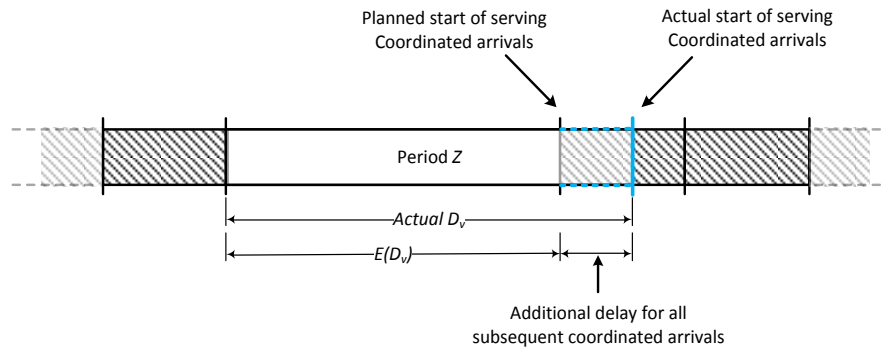 Planned start of serving
Coordinated arrivals
Actual start of serving
Coordinated arrivals
Period Z
Actual Dᵥ
E(Dᵥ)
Additional delay for all
subsequent coordinated arrivals